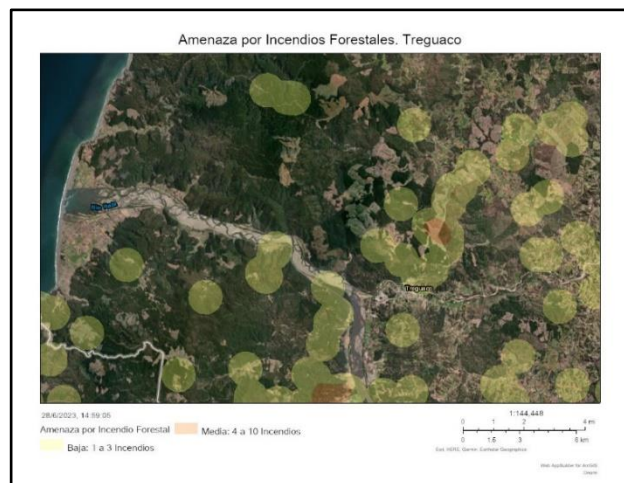 Amenaza por Incendios Forestales. Treguaco
Río Itata
Treguaco
28/6/2023, 14:59:05
Amenaza por Incendio Forestal
Media: 4 a 10 Incendios
Baja: 1 a 3 Incendios
1:144,448
0 1 2 4 mi
0 1.5 3 6 km
Esri, HERE, Garmin, Earthstar Geographics
Web AppBuilder for ArcGIS